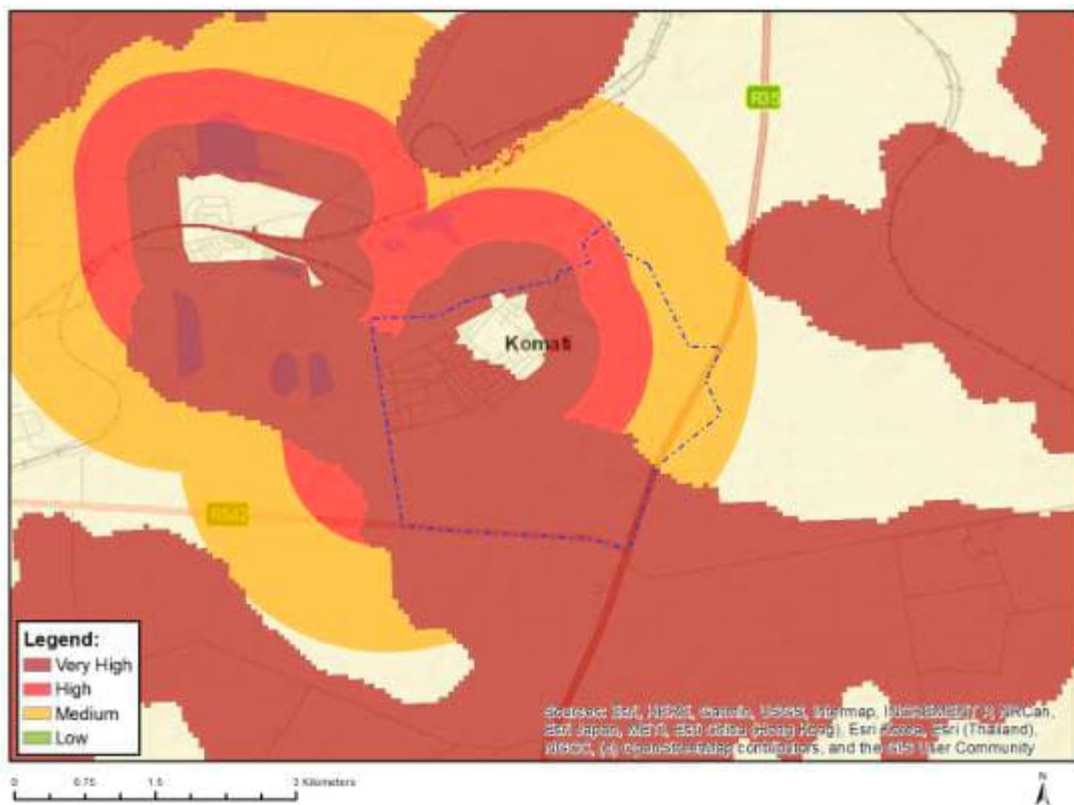 R35
Komati
R542
Legend:
Very High
High
Medium
Low
Sources: Esri, HERE, Garmin, USGS, Intermap, INCREMENT P, NRCan,
Esri Japan, METI, Esri China (Hong Kong), Esri Korea, Esri (Thailand),
NGCC, (c) OpenStreetMap contributors, and the GIS User Community
0 0.75 1.5 3 Kilometers
N